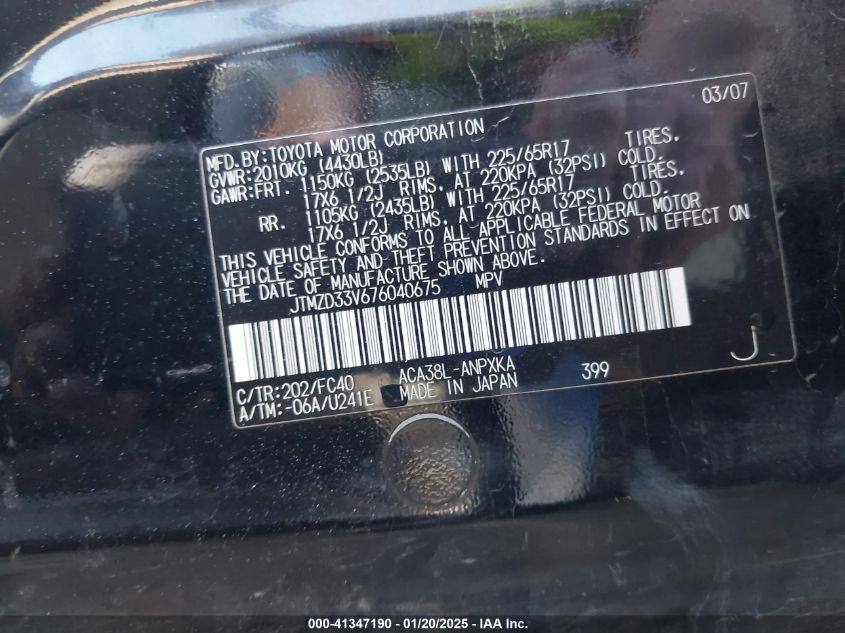 03/07
MFD.BY:TOYOTA MOTOR CORPORATION
GVWR:2010KG (4430LB)
GAWR:FRT. 1150KG (2535LB) WITH 225/65R17 TIRES.
17X6 1/2J RIMS. AT 220KPA (32PSI) COLD.
RR. 1105KG (2435LB) WITH 225/65R17 TIRES.
17X6 1/2J RIMS. AT 220KPA (32PSI) COLD.
THIS VEHICLE CONFORMS TO ALL APPLICABLE FEDERAL MOTOR
VEHICLE SAFETY AND THEFT PREVENTION STANDARDS IN EFFECT ON
THE DATE OF MANUFACTURE SHOWN ABOVE.
JTMZD33V676040675 MPV
C/TR:202/FC40 ACA38L-ANPXKA 399 J
A/TM:-06A/U241E MADE IN JAPAN
000-41347190 - 01/20/2025 - IAA Inc.